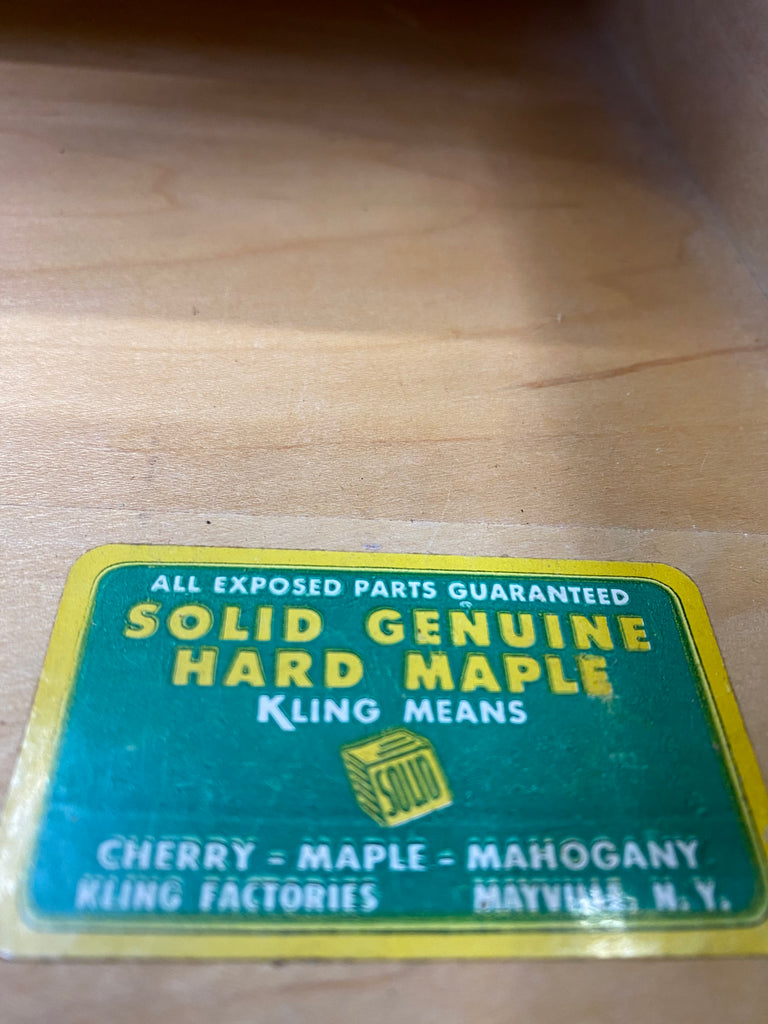 ALL EXPOSED PARTS GUARANTEED
SOLID GENUINE
HARD MAPLE
KLING MEANS
SOLID
CHERRY - MAPLE - MAHOGANY
KLING FACTORIES MAYVILLE, N.Y.